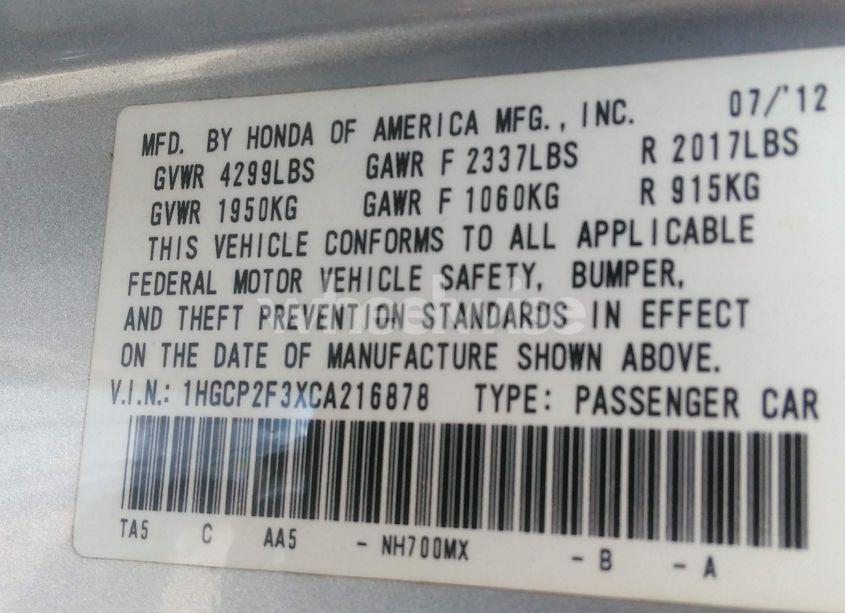 07/'12
MFD. BY HONDA OF AMERICA MFG., INC.
GVWR 4299LBS GAWR F 2337LBS R 2017LBS
GVWR 1950KG GAWR F 1060KG R 915KG
THIS VEHICLE CONFORMS TO ALL APPLICABLE
FEDERAL MOTOR VEHICLE SAFETY, BUMPER,
AND THEFT PREVENTION STANDARDS IN EFFECT
ON THE DATE OF MANUFACTURE SHOWN ABOVE.
V.I.N.: 1HGCP2F3XCA216878 TYPE: PASSENGER CAR
TA5 C AA5 - NH700MX - B - A